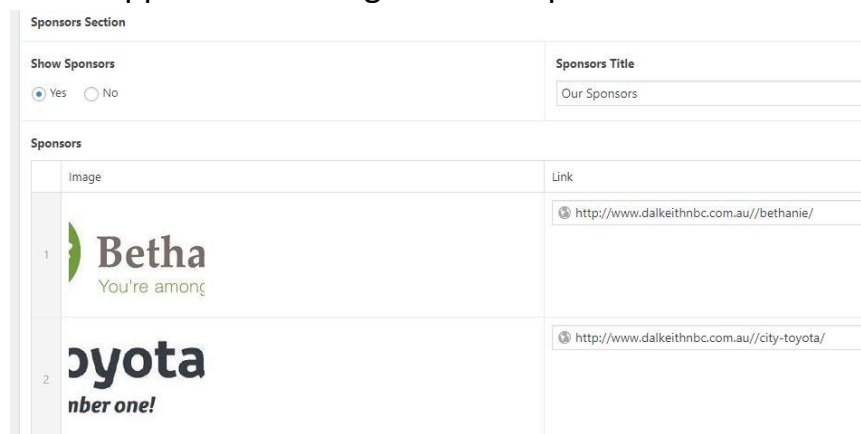 Sponsors Section
Show Sponsors
Yes No
Sponsors Title
Our Sponsors
Sponsors
Image Link
1
Betha
You're among
http://www.dalkeithnbc.com.au//bethanie/
2
oyota
mber one!
http://www.dalkeithnbc.com.au//city-toyota/